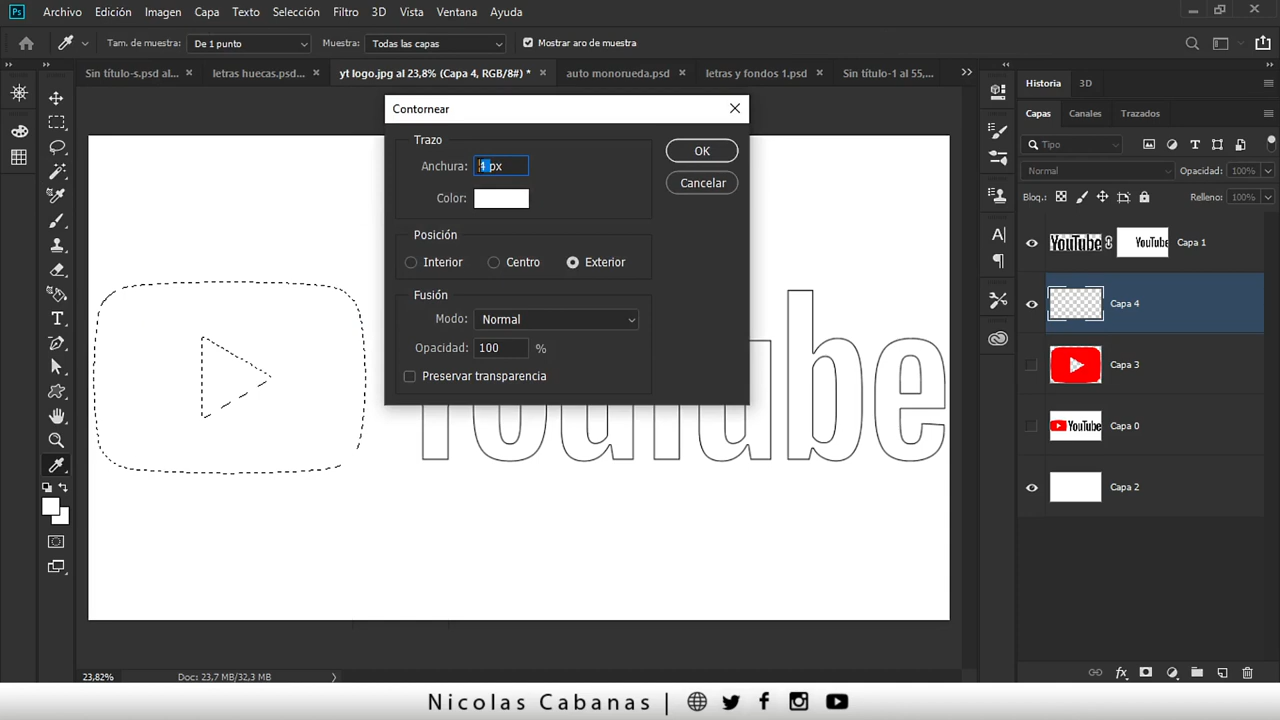 Archivo Edición Imagen Capa Texto Selección Filtro 3D Vista Ventana Ayuda
Tam. de muestra: De 1 punto Muestra: Todas las capas Mostrar aro de muestra
Sin título-s.psd al... × letras huecas.psd... × yt logo.jpg al 23,8% (Capa 4, RGB/8#) * × auto monorueda.psd × letras y fondos 1.psd × Sin título-1 al 55,...
Contornear
Trazo
Anchura: 4 px
Color:
OK
Cancelar
Posición
Interior Centro Exterior
Fusión
Modo: Normal
Opacidad: 100 %
Preservar transparencia
YouTube
Historia 3D
Capas Canales Trazados
Tipo
Normal Opacidad: 100%
Bloq.: Relleno: 100%
YouTube YouTube Capa 1
Capa 4
Capa 3
YouTube Capa 0
Capa 2
23,82% Doc: 23,7 MB/32,3 MB
Nicolas Cabanas |